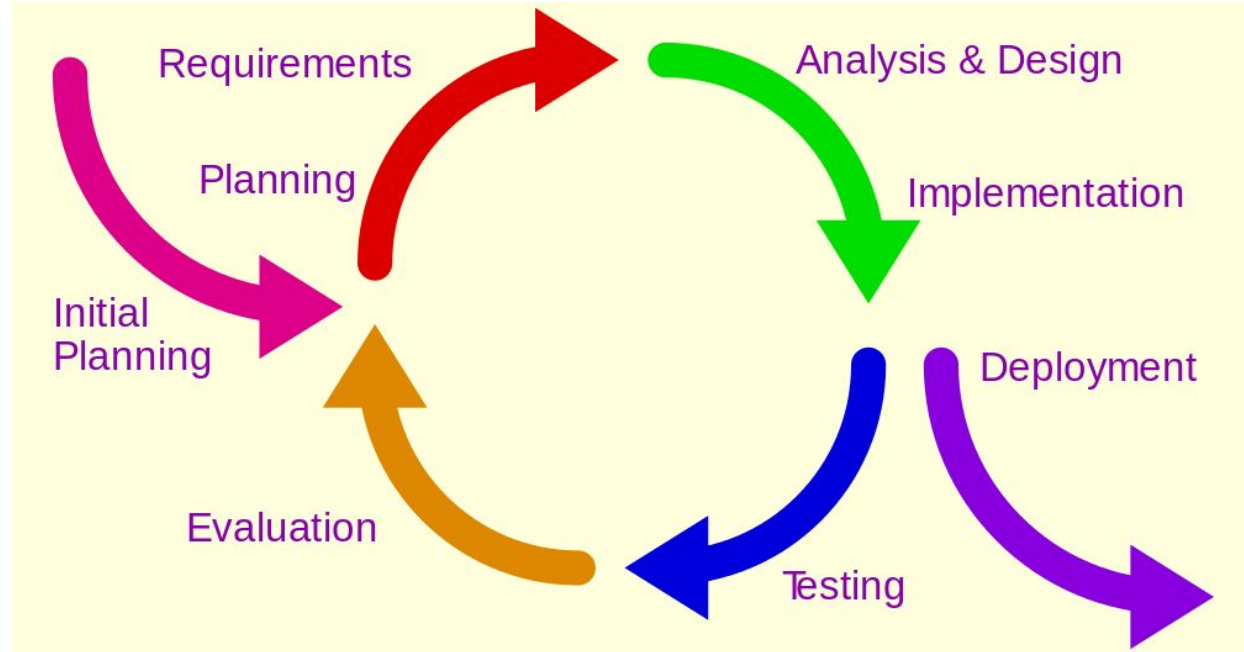 Requirements
Analysis & Design
Planning
Implementation
Initial
Planning
Deployment
Evaluation
Testing